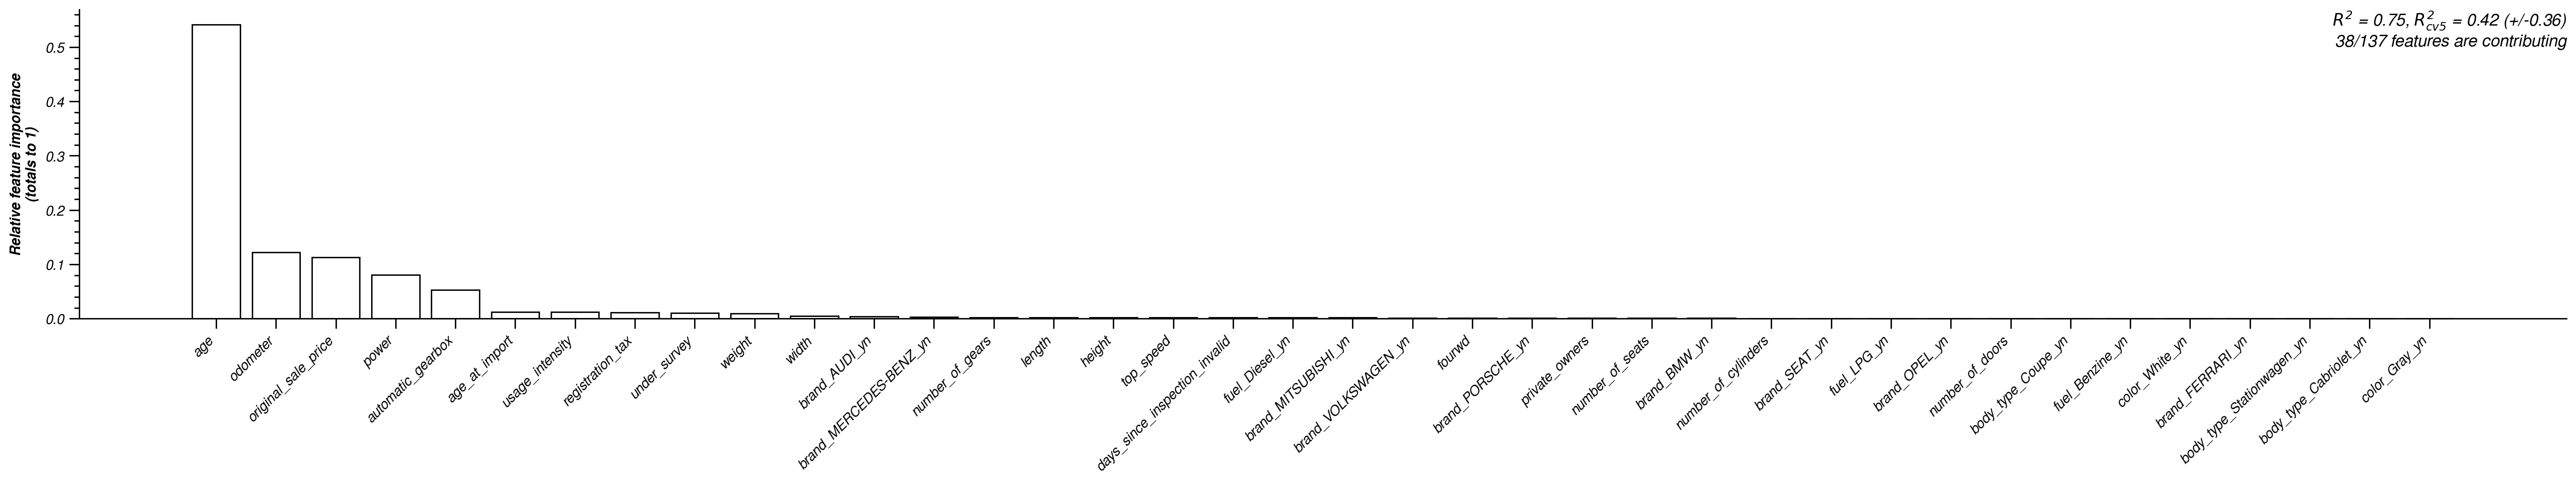 R² = 0.75, R²cv5 = 0.42 (+/-0.36)
38/137 features are contributing
Relative feature importance
(totals to 1)
0.5
0.4
0.3
0.2
0.1
0.0
age
odometer
original_sale_price
power
automatic_gearbox
age_at_import
usage_intensity
registration_tax
under_survey
weight
width
brand_AUDI_yn
brand_MERCEDES-BENZ_yn
number_of_gears
length
height
top_speed
days_since_inspection_invalid
fuel_Diesel_yn
brand_MITSUBISHI_yn
brand_VOLKSWAGEN_yn
fourwd
brand_PORSCHE_yn
private_owners
number_of_seats
brand_BMW_yn
number_of_cylinders
brand_SEAT_yn
fuel_LPG_yn
brand_OPEL_yn
number_of_doors
body_type_Coupe_yn
fuel_Benzine_yn
color_White_yn
brand_FERRARI_yn
body_type_Stationwagen_yn
body_type_Cabriolet_yn
color_Gray_yn